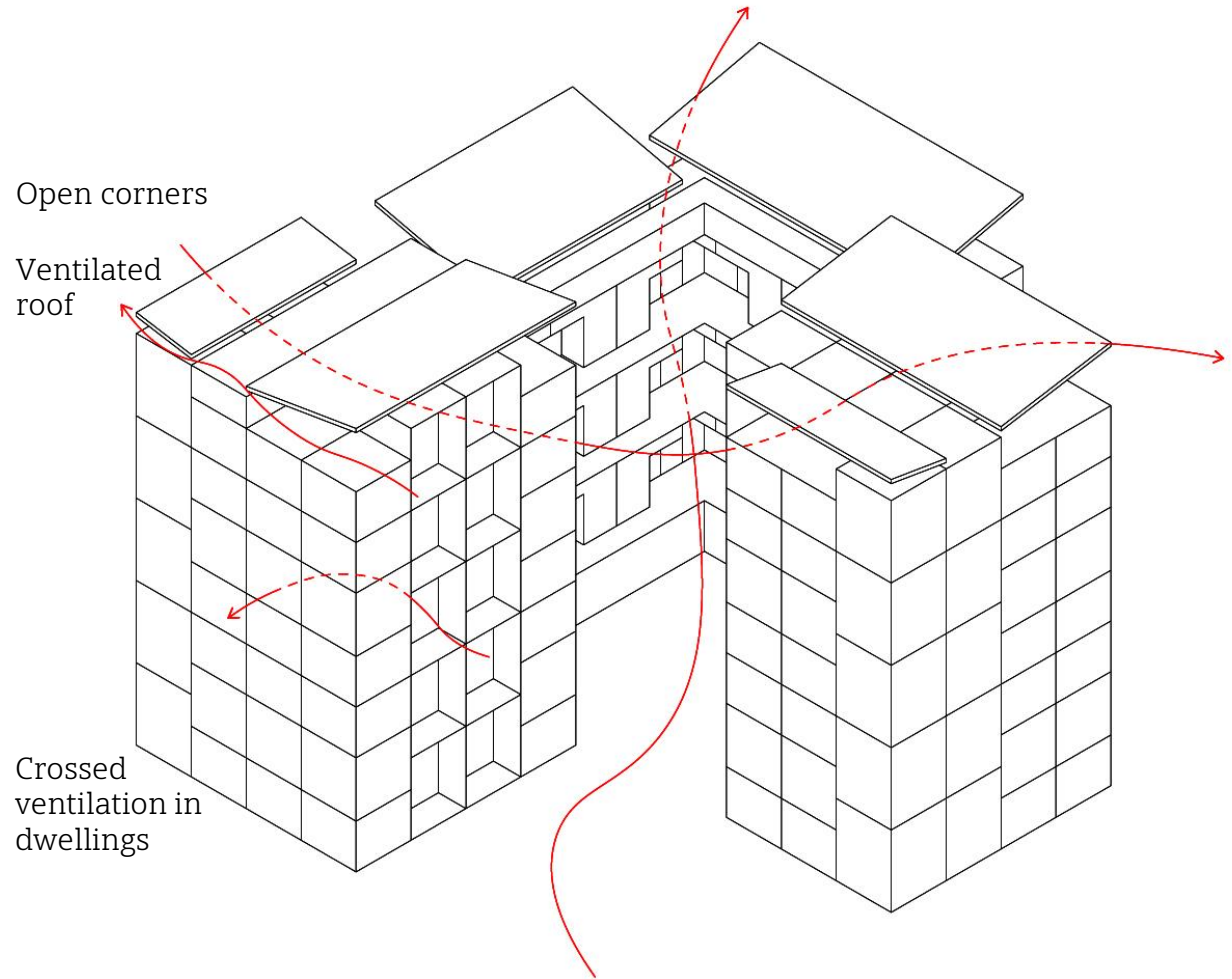 Open corners
Ventilated
roof
Crossed
ventilation in
dwellings